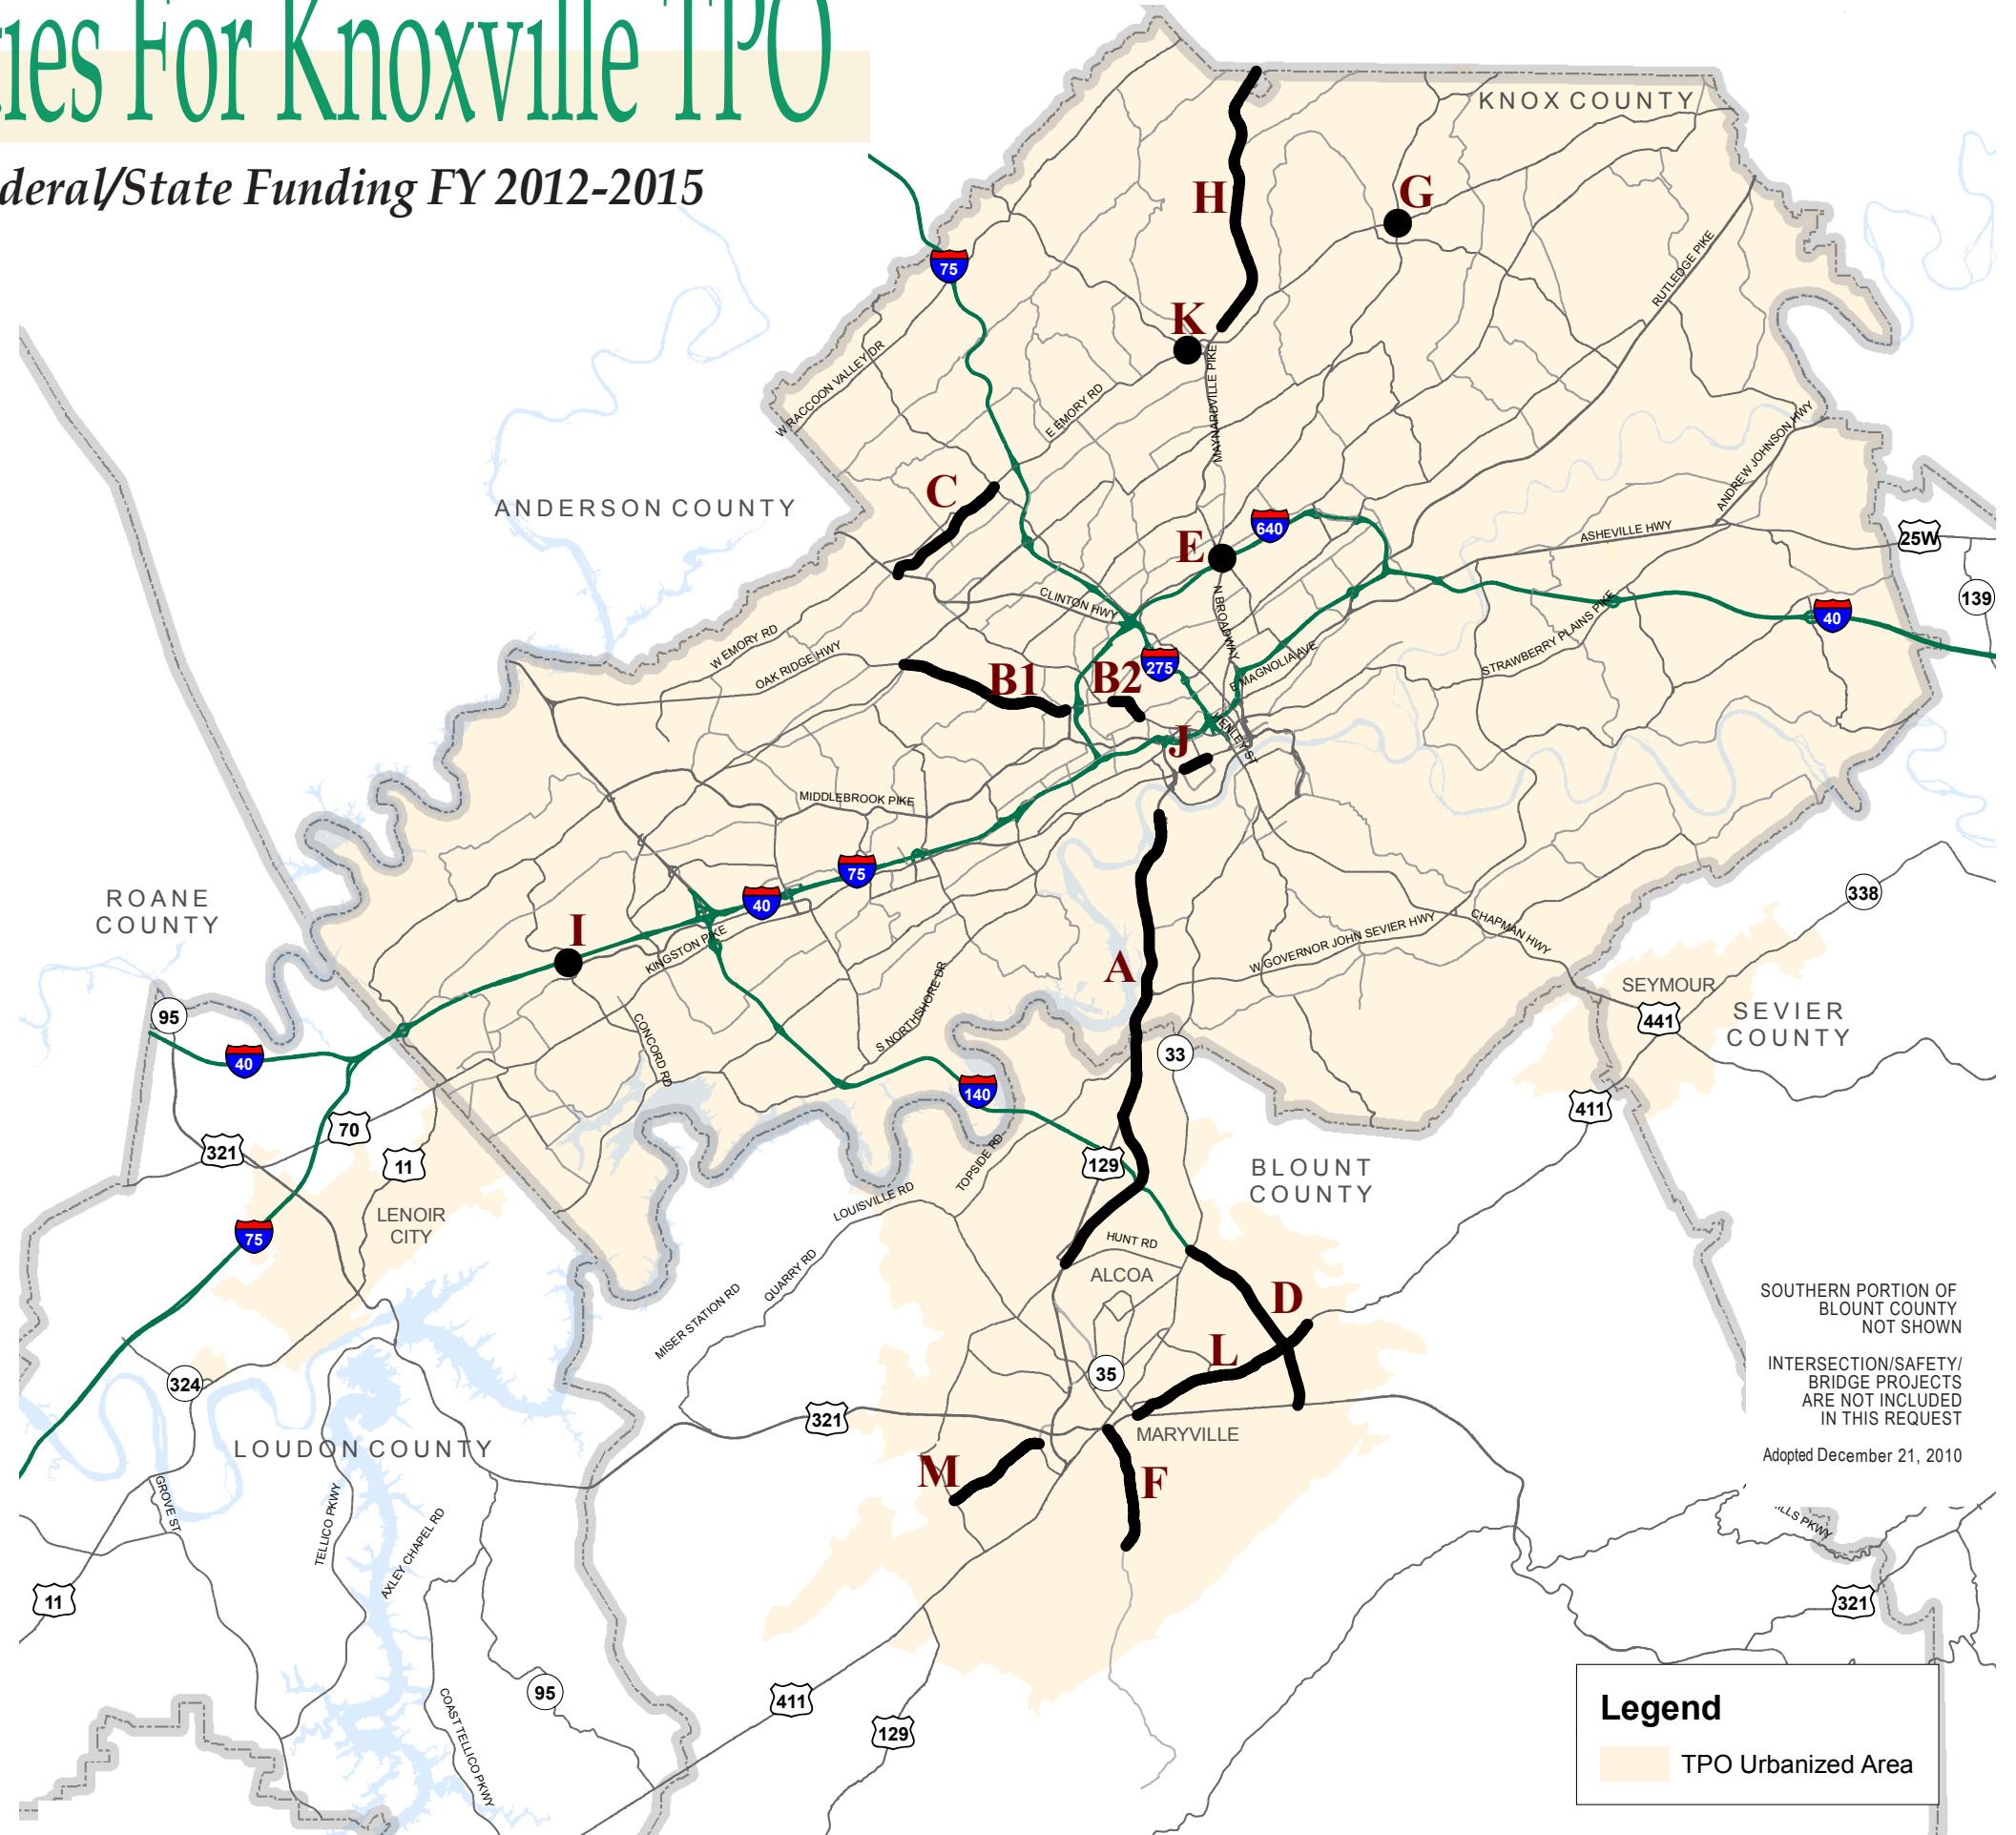 ies For Knoxville TPO
deral/State Funding FY 2012-2015
KNOX COUNTY
H
G
75
RUTLEDGE PIKE
K
W RACCOON VALLEY DR
MAYNARDVILLE PIKE
E EMORY RD
ANDREW JOHNSON HWY
C
ANDERSON COUNTY
640
ASHEVILLE HWY
25W
E
139
CLINTON HWY
N BROADWAY
STRAWBERRY PLAINS PIKE
40
W EMORY RD
OAK RIDGE HWY
275
E MAGNOLIA AVE
B1
B2
HENLEY ST
J
MIDDLEBROOK PIKE
75
40
338
ROANE
COUNTY
I
KINGSTON PIKE
CHAPMAN HWY
W GOVERNOR JOHN SEVIER HWY
A
SEYMOUR
S NORTHSHORE DR
95
441
SEVIER
COUNTY
CONCORD RD
33
40
140
411
70
321
11
129
TOPSIDE RD
BLOUNT
COUNTY
LOUISVILLE RD
LENOIR
CITY
75
HUNT RD
ALCOA
QUARRY RD
D
MISER STATION RD
SOUTHERN PORTION OF
BLOUNT COUNTY
NOT SHOWN
L
35
324
INTERSECTION/SAFETY/
BRIDGE PROJECTS
ARE NOT INCLUDED
IN THIS REQUEST
321
MARYVILLE
LOUDON COUNTY
Adopted December 21, 2010
M
F
GROVE ST
TELLICO PKWY
AXLEY CHAPEL RD
LLS PKWY
11
321
95
411
COAST TELLICO PKWY
129
Legend
TPO Urbanized Area